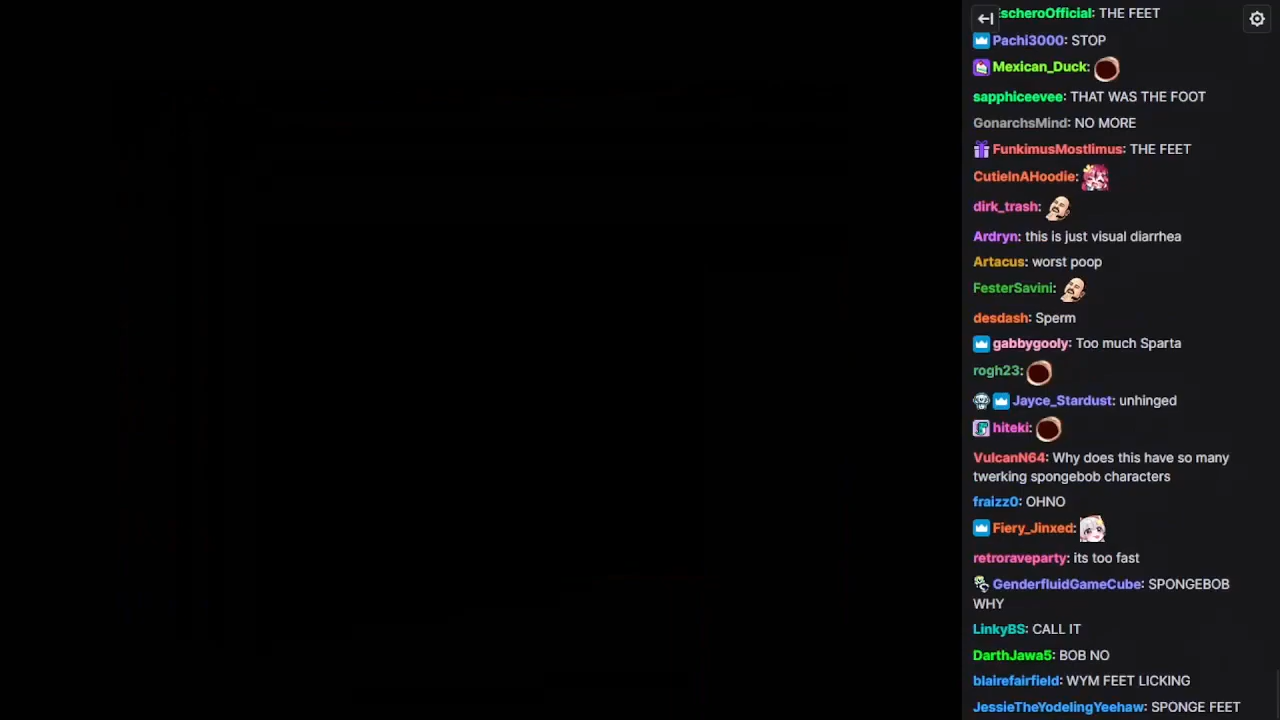 EscheroOfficial: THE FEET
Pachi3000: STOP
Mexican_Duck:
sapphiceevee: THAT WAS THE FOOT
GonarchsMind: NO MORE
FunkimusMostlimus: THE FEET
CutieInAHoodie:
dirk_trash:
Ardryn: this is just visual diarrhea
Artacus: worst poop
FesterSavini:
desdash: Sperm
gabbygooly: Too much Sparta
rogh23:
Jayce_Stardust: unhinged
hiteki:
VulcanN64: Why does this have so many
twerking spongebob characters
fraizz0: OHNO
Fiery_Jinxed:
retroraveparty: its too fast
GenderfluidGameCube: SPONGEBOB
WHY
LinkyBS: CALL IT
DarthJawa5: BOB NO
blairefairfield: WYM FEET LICKING
JessieTheYodelingYeehaw: SPONGE FEET